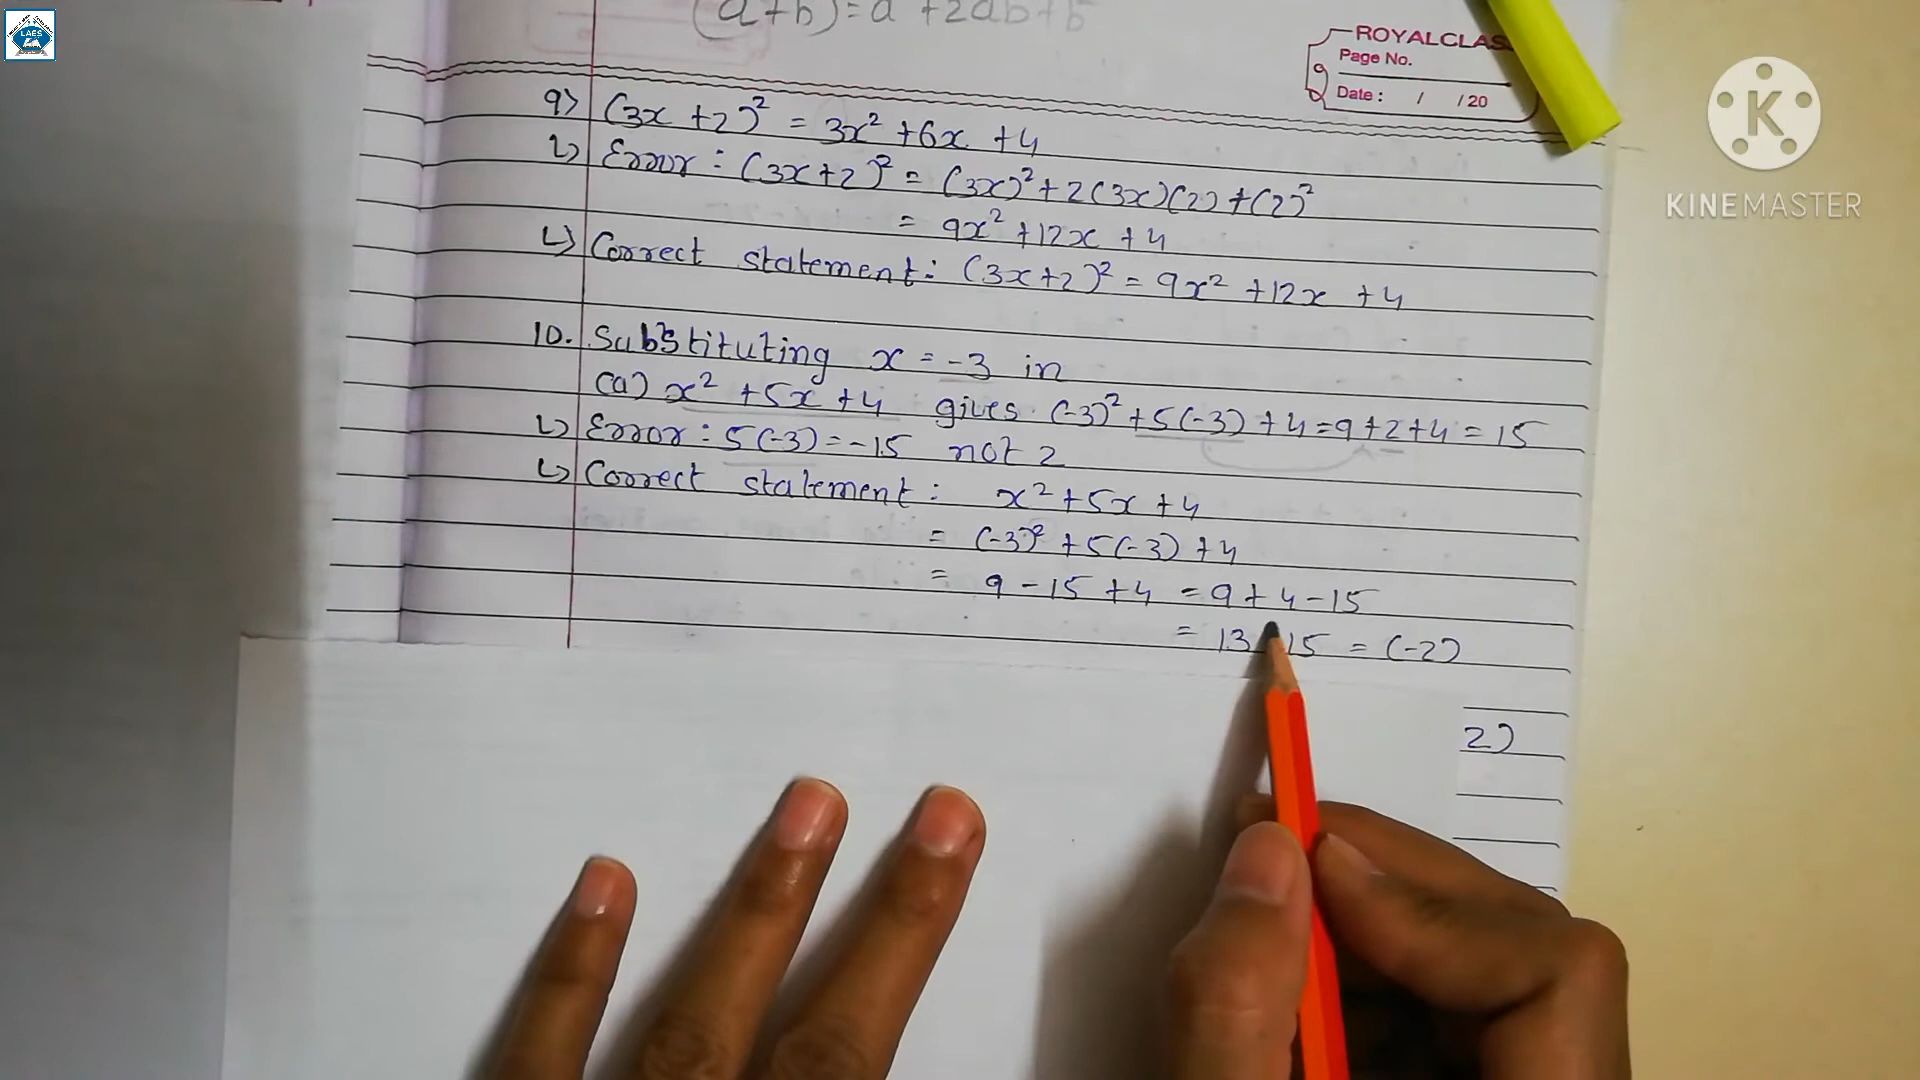 LAES
(a+b) = a + 2ab + b
ROYALCLAS
Page No.
Date : / / 20
K
KINEMASTER
9) (3x + 2)² = 3x² + 6x + 4
Error : (3x + 2)² = (3x)² + 2(3x)(2) + (2)²
= 9x² + 12x + 4
Correct statement : (3x + 2)² = 9x² + 12x + 4
10. Substituting x = -3 in
(a) x² + 5x + 4 gives (-3)² + 5(-3) + 4 = 9 + 2 + 4 = 15
Error : 5(-3) = -15 not 2
Correct statement : x² + 5x + 4
= (-3)² + 5(-3) + 4
= 9 - 15 + 4 = 9 + 4 - 15
= 13 15 = (-2)
2)